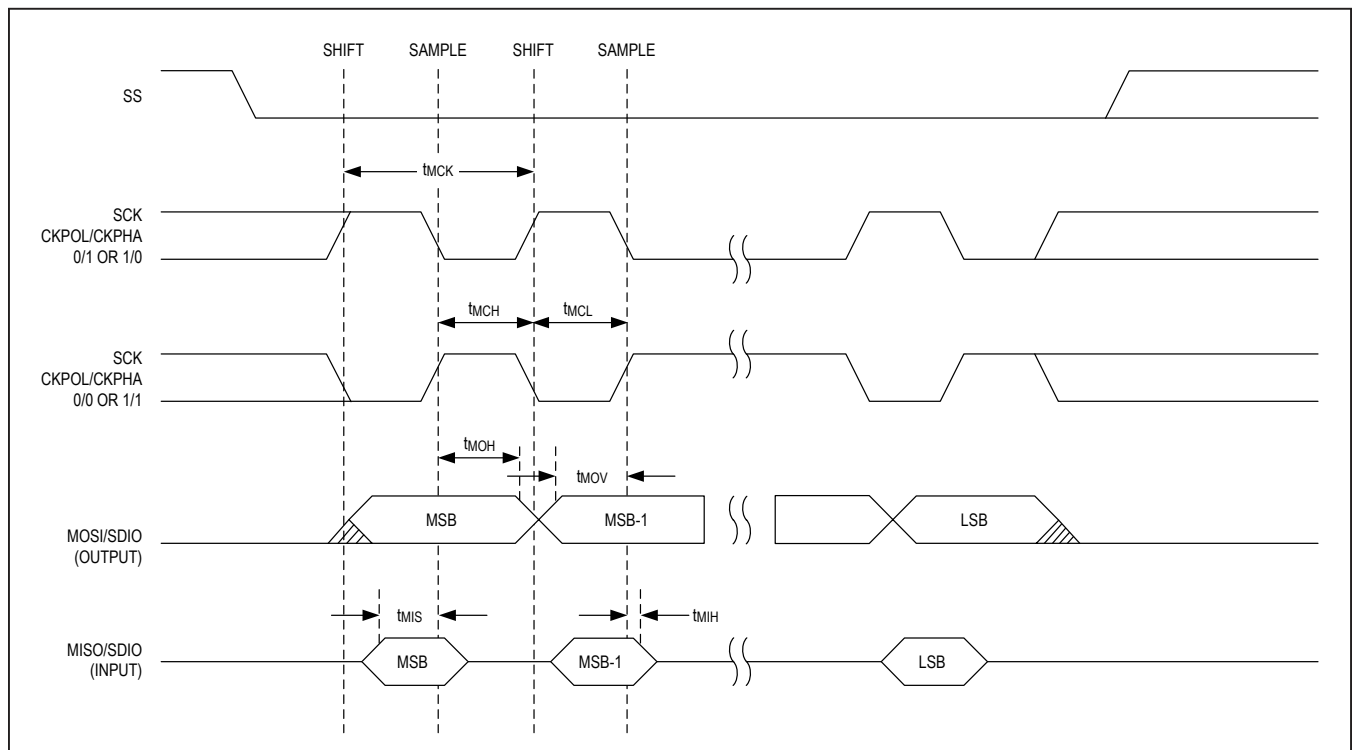 SHIFT SAMPLE SHIFT SAMPLE
SS
tMCK
SCK
CKPOL/CKPHA
0/1 OR 1/0
tMCH tMCL
SCK
CKPOL/CKPHA
0/0 OR 1/1
tMOH
tMOV
MSB MSB-1 LSB
MOSI/SDIO
(OUTPUT)
tMIS tMIH
MISO/SDIO
(INPUT)
MSB MSB-1 LSB